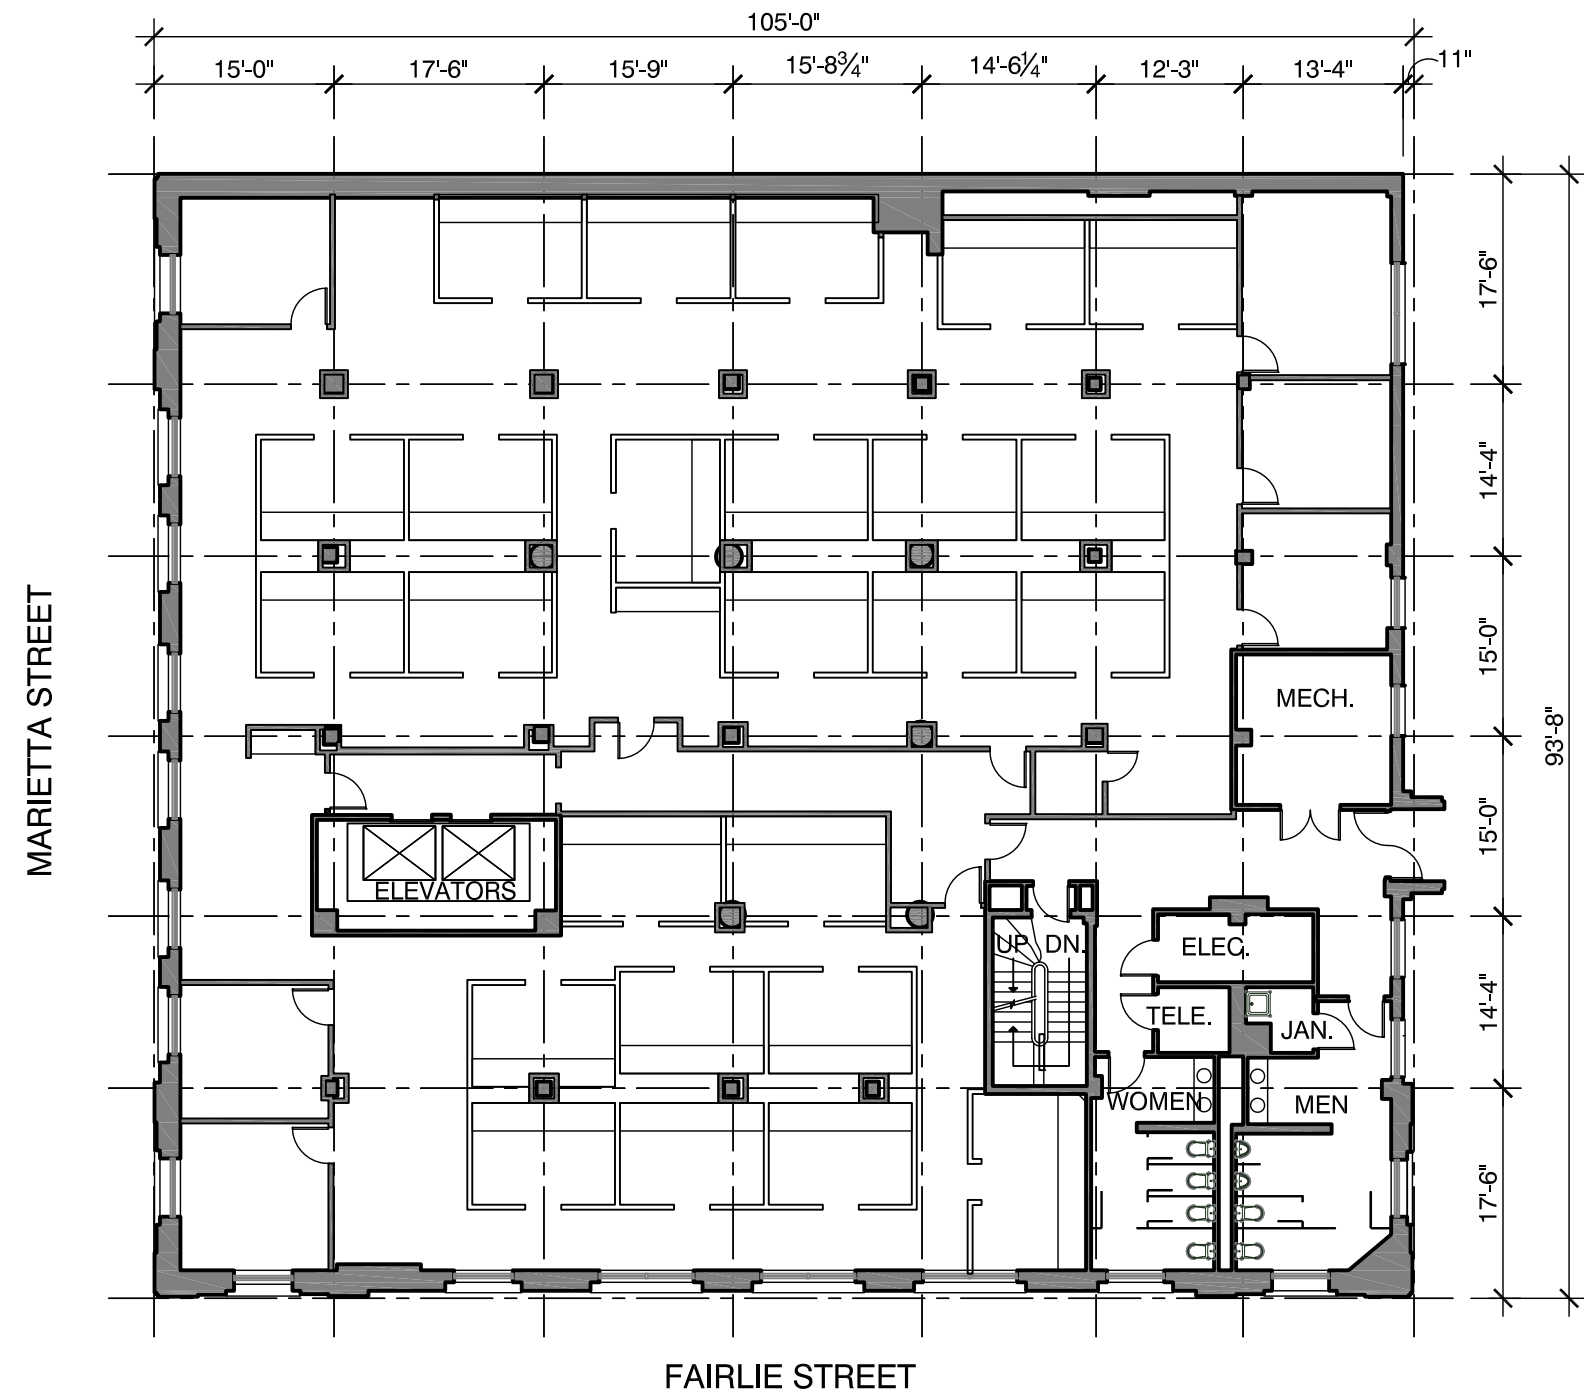 105'-0"
15'-0" 17'-6" 15'-9" 15'-8¾" 14'-6¼" 12'-3" 13'-4" 11"
17'-6"
14'-4"
15'-0"
MECH.
93'-8"
MARIETTA STREET
15'-0"
ELEVATORS
UP DN.
ELEC.
14'-4"
TELE.
JAN.
WOMEN
MEN
17'-6"
FAIRLIE STREET